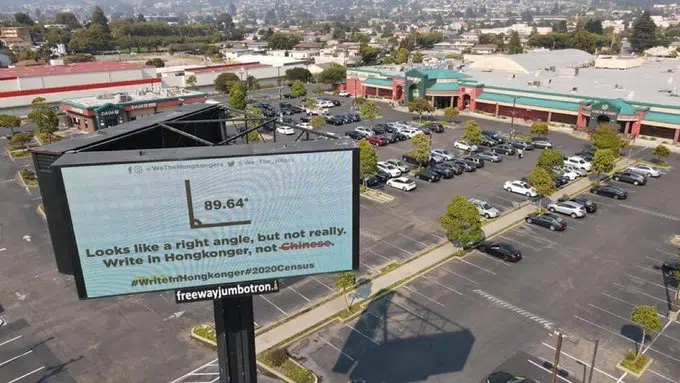 @WeTheHongkongers @We_The_HKers
89.64°
Looks like a right angle, but not really.
Write in Hongkonger, not Chinese.
#WriteInHongkonger#2020Census
freewayjumbotron.
DAISO